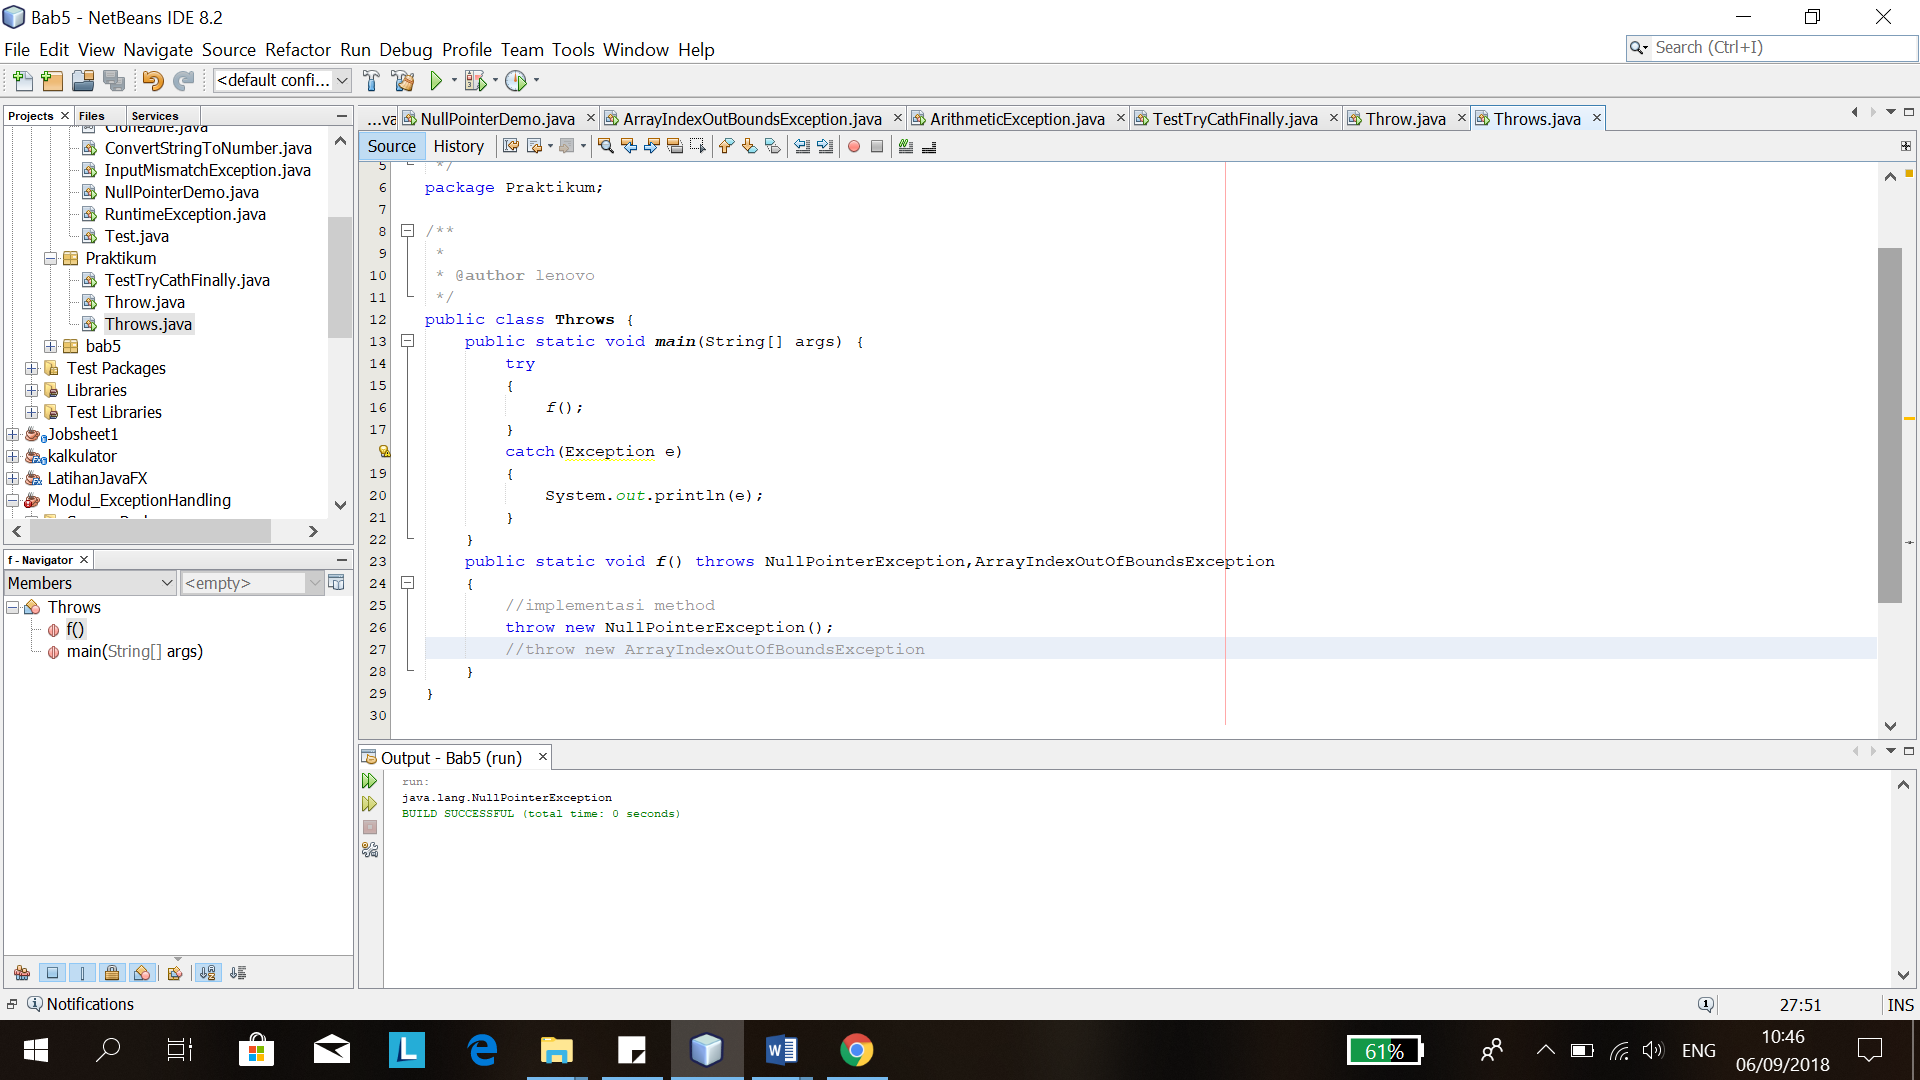 Bab5 - NetBeans IDE 8.2
File Edit View Navigate Source Refactor Run Debug Profile Team Tools Window Help
Search (Ctrl+I)
<default confi...
Projects
Files
Services
Cloneable.java
ConvertStringToNumber.java
InputMismatchException.java
NullPointerDemo.java
RuntimeException.java
Test.java
Praktikum
TestTryCathFinally.java
Throw.java
Throws.java
bab5
Test Packages
Libraries
Test Libraries
Jobsheet1
kalkulator
LatihanJavaFX
Modul_ExceptionHandling
f - Navigator
Members
<empty>
Throws
f()
main(String[] args)
...va NullPointerDemo.java ArrayIndexOutBoundsException.java ArithmeticException.java TestTryCathFinally.java Throw.java Throws.java
Source History
5 */
6 package Praktikum;
7
8 /**
9 *
10 * @author lenovo
11 */
12 public class Throws {
13 public static void main(String[] args) {
14 try
15 {
16 f();
17 }
catch(Exception e)
19 {
20 System.out.println(e);
21 }
22 }
23 public static void f() throws NullPointerException,ArrayIndexOutOfBoundsException
24 {
25 //implementasi method
26 throw new NullPointerException();
27 //throw new ArrayIndexOutOfBoundsException
28 }
29 }
30
Output - Bab5 (run)
run:
java.lang.NullPointerException
BUILD SUCCESSFUL (total time: 0 seconds)
Notifications
27:51
INS
L
W
61%
ENG
10:46
06/09/2018